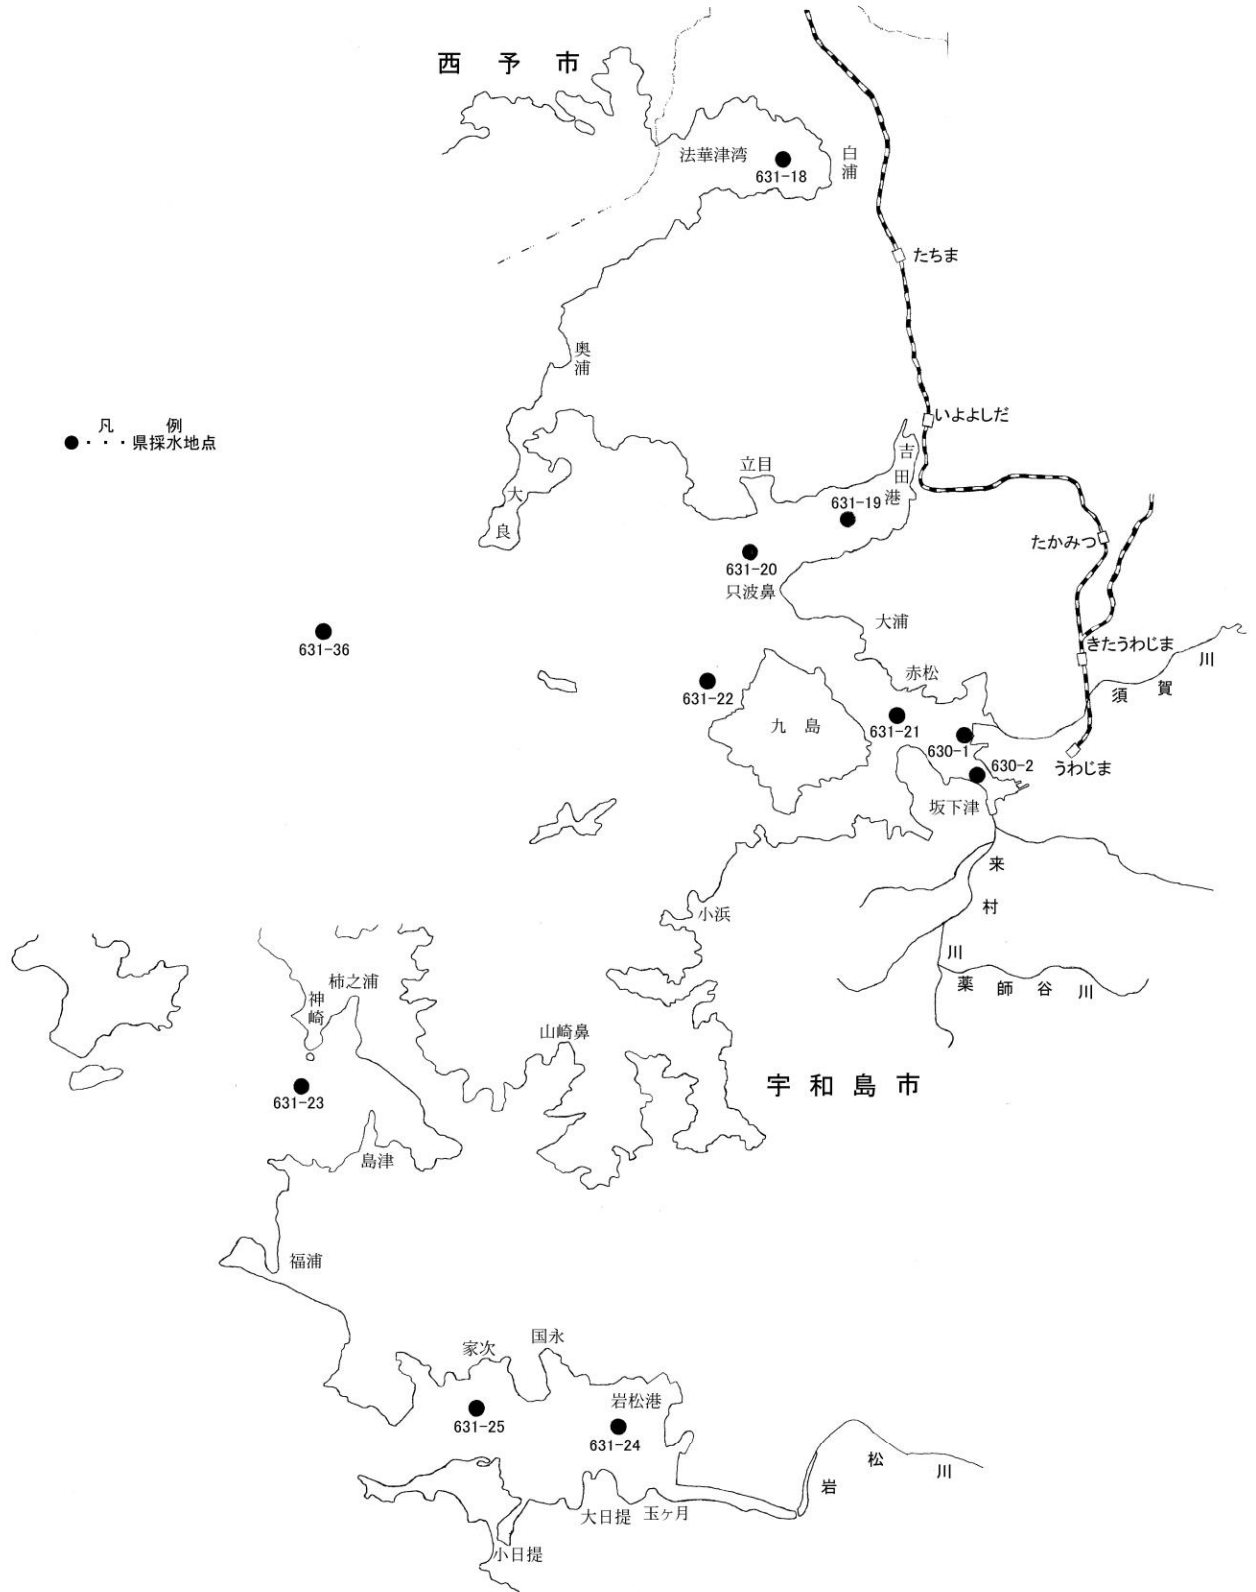 西予市
法華津湾
白浦
631-18
たちま
奥浦
凡例
●・・・県採水地点
いよよしだ
吉田港
立目
大良
631-19
たかみつ
631-20
只波鼻
大浦
631-36
きたうわじま
須賀川
赤松
631-22
九島
631-21
630-1
うわじま
630-2
坂下津
来村川
小浜
薬師谷川
柿之浦
神崎
山崎鼻
宇和島市
631-23
島津
福浦
国永
家次
岩松港
631-25
631-24
岩松川
大日提
玉ヶ月
小日提